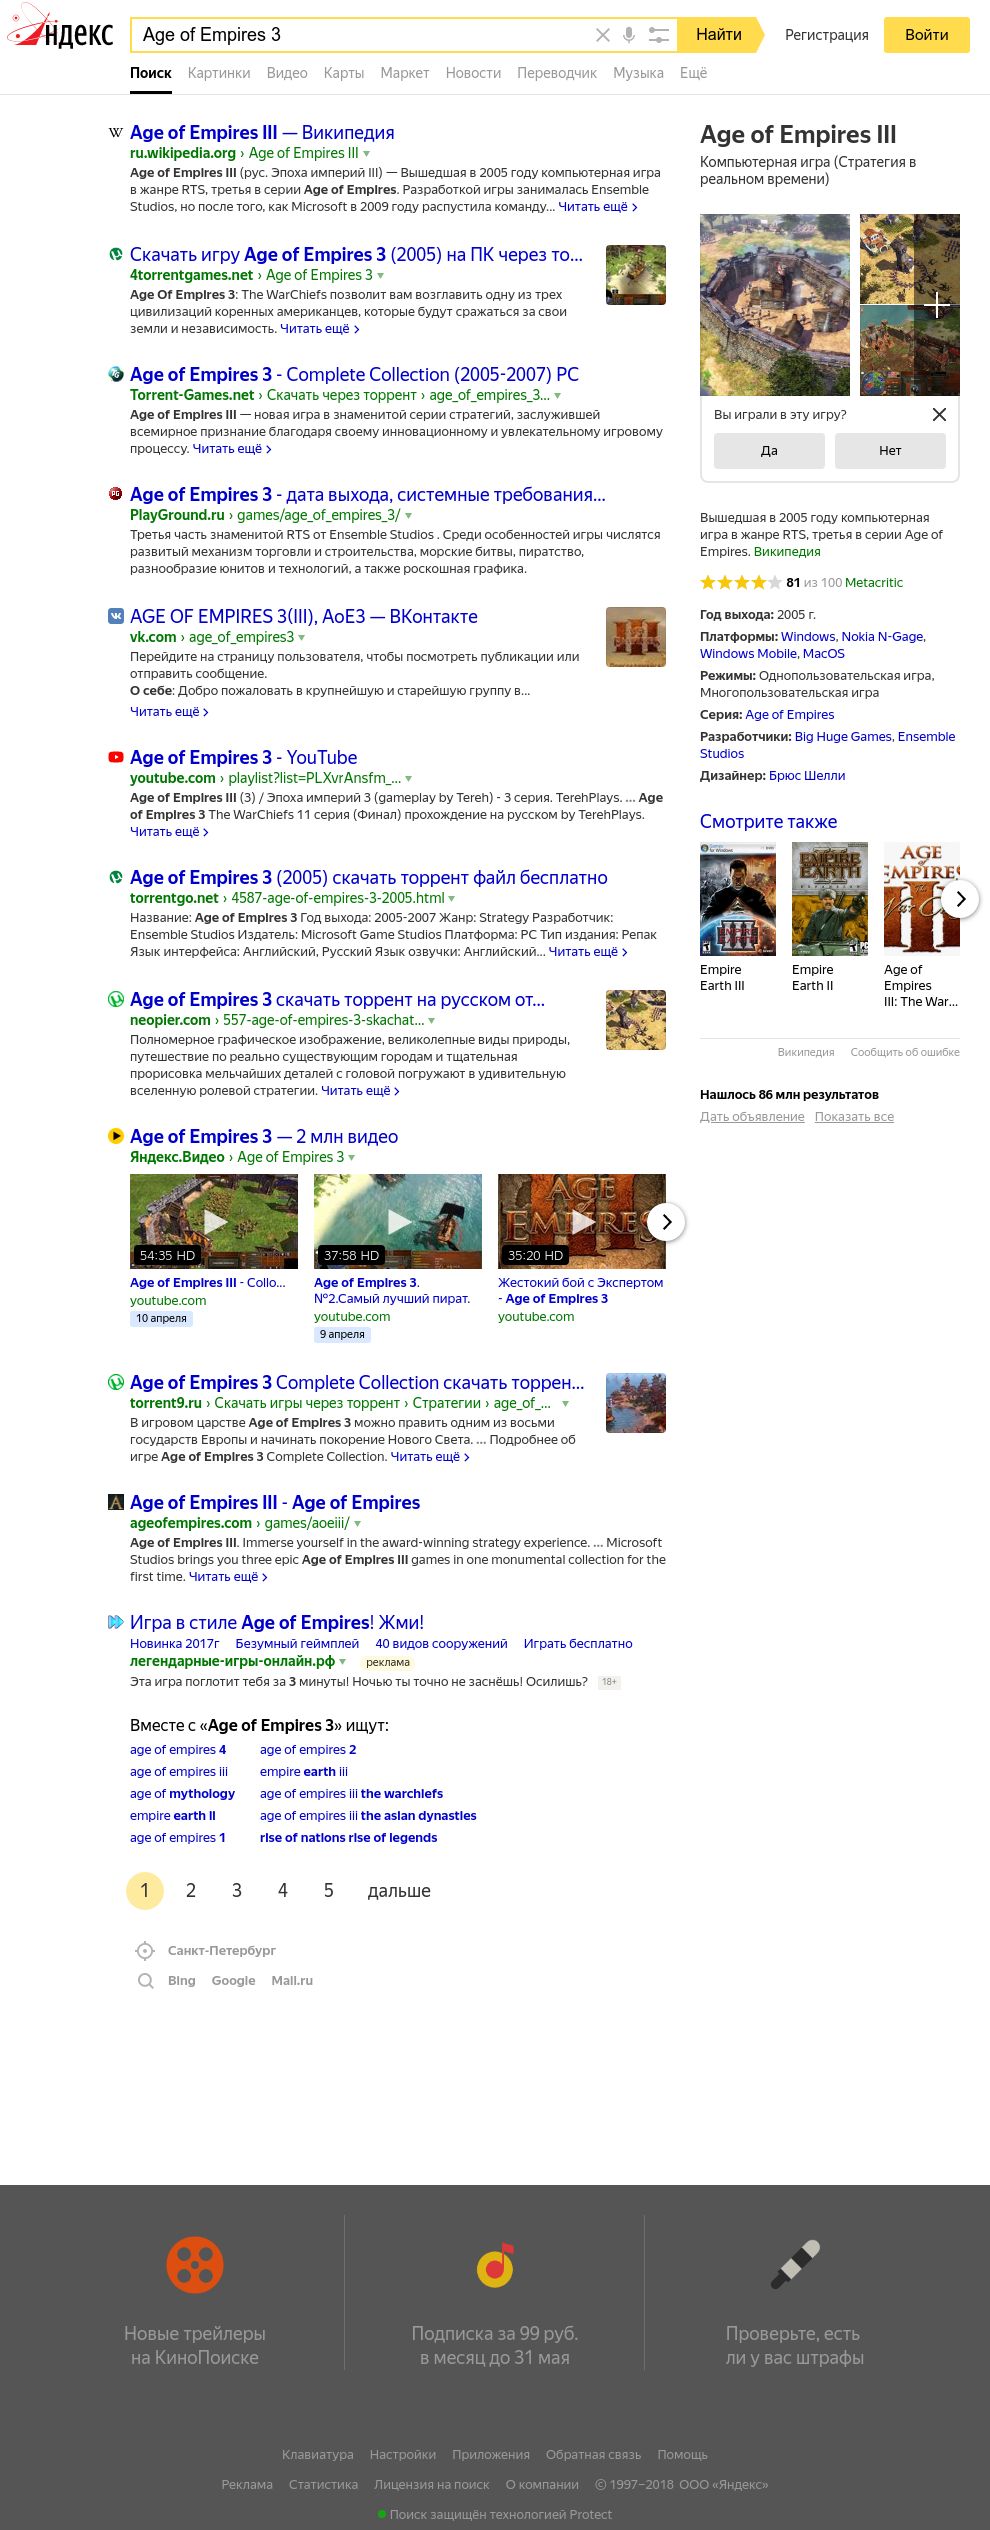 Яндекс
Age of Empires 3
Найти
Регистрация
Войти
Поиск Картинки Видео Карты Маркет Новости Переводчик Музыка Ещё
Age of Empires III — Википедия
ru.wikipedia.org › Age of Empires III
Age of Empires III (рус. Эпоха империй III) — Вышедшая в 2005 году компьютерная игра
в жанре RTS, третья в серии Age of Empires. Разработкой игры занималась Ensemble
Studios, но после того, как Microsoft в 2009 году распустила команду... Читать ещё
Скачать игру Age of Empires 3 (2005) на ПК через то...
4torrentgames.net › Age of Empires 3
Age Of Empires 3: The WarChiefs позволит вам возглавить одну из трех
цивилизаций коренных американцев, которые будут сражаться за свои
земли и независимость. Читать ещё
Age of Empires 3 - Complete Collection (2005-2007) PC
Torrent-Games.net › Скачать через торрент › age_of_empires_3...
Age of Empires III — новая игра в знаменитой серии стратегий, заслужившей
всемирное признание благодаря своему инновационному и увлекательному игровому
процессу. Читать ещё
Age of Empires 3 - дата выхода, системные требования...
PlayGround.ru › games/age_of_empires_3/
Третья часть знаменитой RTS от Ensemble Studios . Среди особенностей игры числятся
развитый механизм торговли и строительства, морские битвы, пиратство,
разнообразие юнитов и технологий, а также роскошная графика.
AGE OF EMPIRES 3(III), АоЕ3 — ВКонтакте
vk.com › age_of_empires3
Перейдите на страницу пользователя, чтобы посмотреть публикации или
отправить сообщение.
О себе: Добро пожаловать в крупнейшую и старейшую группу в...
Читать ещё
Age of Empires 3 - YouTube
youtube.com › playlist?list=PLXvrAnsfm_...
Age of Empires III (3) / Эпоха империй 3 (gameplay by Tereh) - 3 серия. TerehPlays. ... Age
of Empires 3 The WarChiefs 11 серия (Финал) прохождение на русском by TerehPlays.
Читать ещё
Age of Empires 3 (2005) скачать торрент файл бесплатно
torrentgo.net › 4587-age-of-empires-3-2005.html
Название: Age of Empires 3 Год выхода: 2005-2007 Жанр: Strategy Разработчик:
Ensemble Studios Издатель: Microsoft Game Studios Платформа: PC Тип издания: Репак
Язык интерфейса: Английский, Русский Язык озвучки: Английский... Читать ещё
Age of Empires 3 скачать торрент на русском от...
neopier.com › 557-age-of-empires-3-skachat...
Полномерное графическое изображение, великолепные виды природы,
путешествие по реально существующим городам и тщательная
прорисовка мельчайших деталей с головой погружают в удивительную
вселенную ролевой стратегии. Читать ещё
Age of Empires 3 — 2 млн видео
Яндекс.Видео › Age of Empires 3
54:35 HD
37:58 HD
AGE
EMPIRES
35:20 HD
Age of Empires III - Collo...
youtube.com
10 апреля
Age of Empires 3.
№2.Самый лучший пират.
youtube.com
9 апреля
Жестокий бой с Экспертом
- Age of Empires 3
youtube.com
Age of Empires 3 Complete Collection скачать торрен...
torrent9.ru › Скачать игры через торрент › Стратегии › age_of_...
В игровом царстве Age of Empires 3 можно править одним из восьми
государств Европы и начинать покорение Нового Света. ... Подробнее об
игре Age of Empires 3 Complete Collection. Читать ещё
Age of Empires III - Age of Empires
ageofempires.com › games/aoeiii/
Age of Empires III. Immerse yourself in the award-winning strategy experience. ... Microsoft
Studios brings you three epic Age of Empires III games in one monumental collection for the
first time. Читать ещё
Игра в стиле Age of Empires! Жми!
Новинка 2017г Безумный геймплей 40 видов сооружений Играть бесплатно
легендарные-игры-онлайн.рф реклама
Эта игра поглотит тебя за 3 минуты! Ночью ты точно не заснёшь! Осилишь? 18+
Вместе с «Age of Empires 3» ищут:
age of empires 4 age of empires 2
age of empires iii empire earth iii
age of mythology age of empires iii the warchiefs
empire earth II age of empires iii the asian dynasties
age of empires 1 rise of nations rise of legends
1 2 3 4 5 дальше
Санкт-Петербург
Bing Google Mail.ru
Age of Empires III
Компьютерная игра (Стратегия в
реальном времени)
Вы играли в эту игру?
Да Нет
Вышедшая в 2005 году компьютерная
игра в жанре RTS, третья в серии Age of
Empires. Википедия
81 из 100 Metacritic
Год выхода: 2005 г.
Платформы: Windows, Nokia N-Gage,
Windows Mobile, MacOS
Режимы: Однопользовательская игра,
Многопользовательская игра
Серия: Age of Empires
Разработчики: Big Huge Games, Ensemble
Studios
Дизайнер: Брюс Шелли
Смотрите также
EMPIRE EARTH III
EMPIRE EARTH II
AGE of EMPIRES III
Empire
Earth III
Empire
Earth II
Age of
Empires
III: The War...
Википедия Сообщить об ошибке
Нашлось 86 млн результатов
Дать объявление Показать все
Новые трейлеры
на КиноПоиске
Подписка за 99 руб.
в месяц до 31 мая
Проверьте, есть
ли у вас штрафы
Клавиатура Настройки Приложения Обратная связь Помощь
Реклама Статистика Лицензия на поиск О компании © 1997–2018 ООО «Яндекс»
Поиск защищён технологией Protect